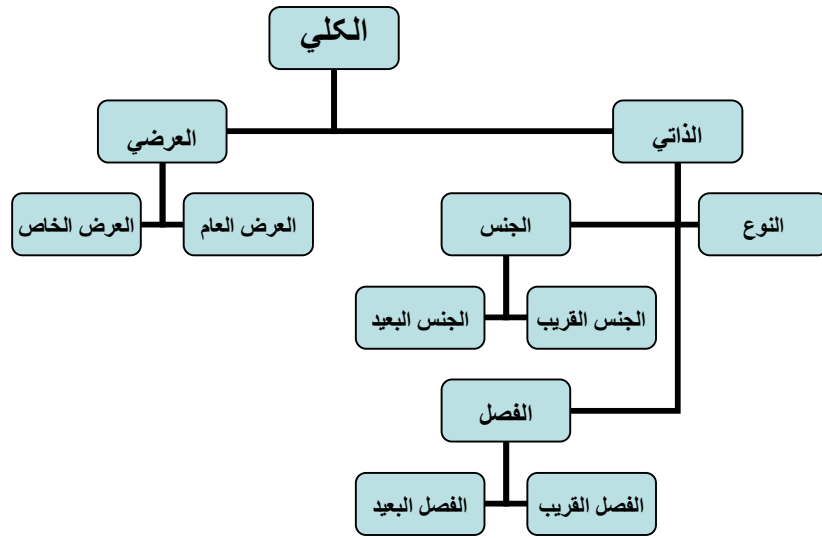 الكلي
الذاتي
العرضي
النوع
الجنس
العرض العام
العرض الخاص
الجنس القريب
الجنس البعيد
الفصل
الفصل القريب
الفصل البعيد